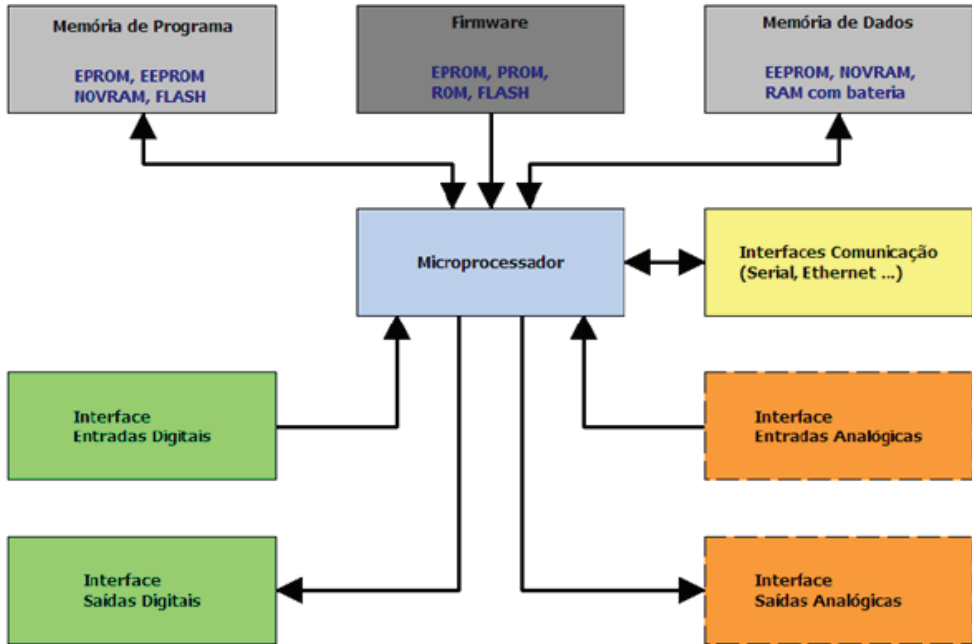 Memória de Programa
EPROM, EEPROM
NOVRAM, FLASH
Firmware
EPROM, PROM,
ROM, FLASH
Memória de Dados
EEPROM, NOVRAM,
RAM com bateria
Microprocessador
Interfaces Comunicação
(Serial, Ethernet ...)
Interface
Entradas Digitais
Interface
Entradas Analógicas
Interface
Saídas Digitais
Interface
Saídas Analógicas